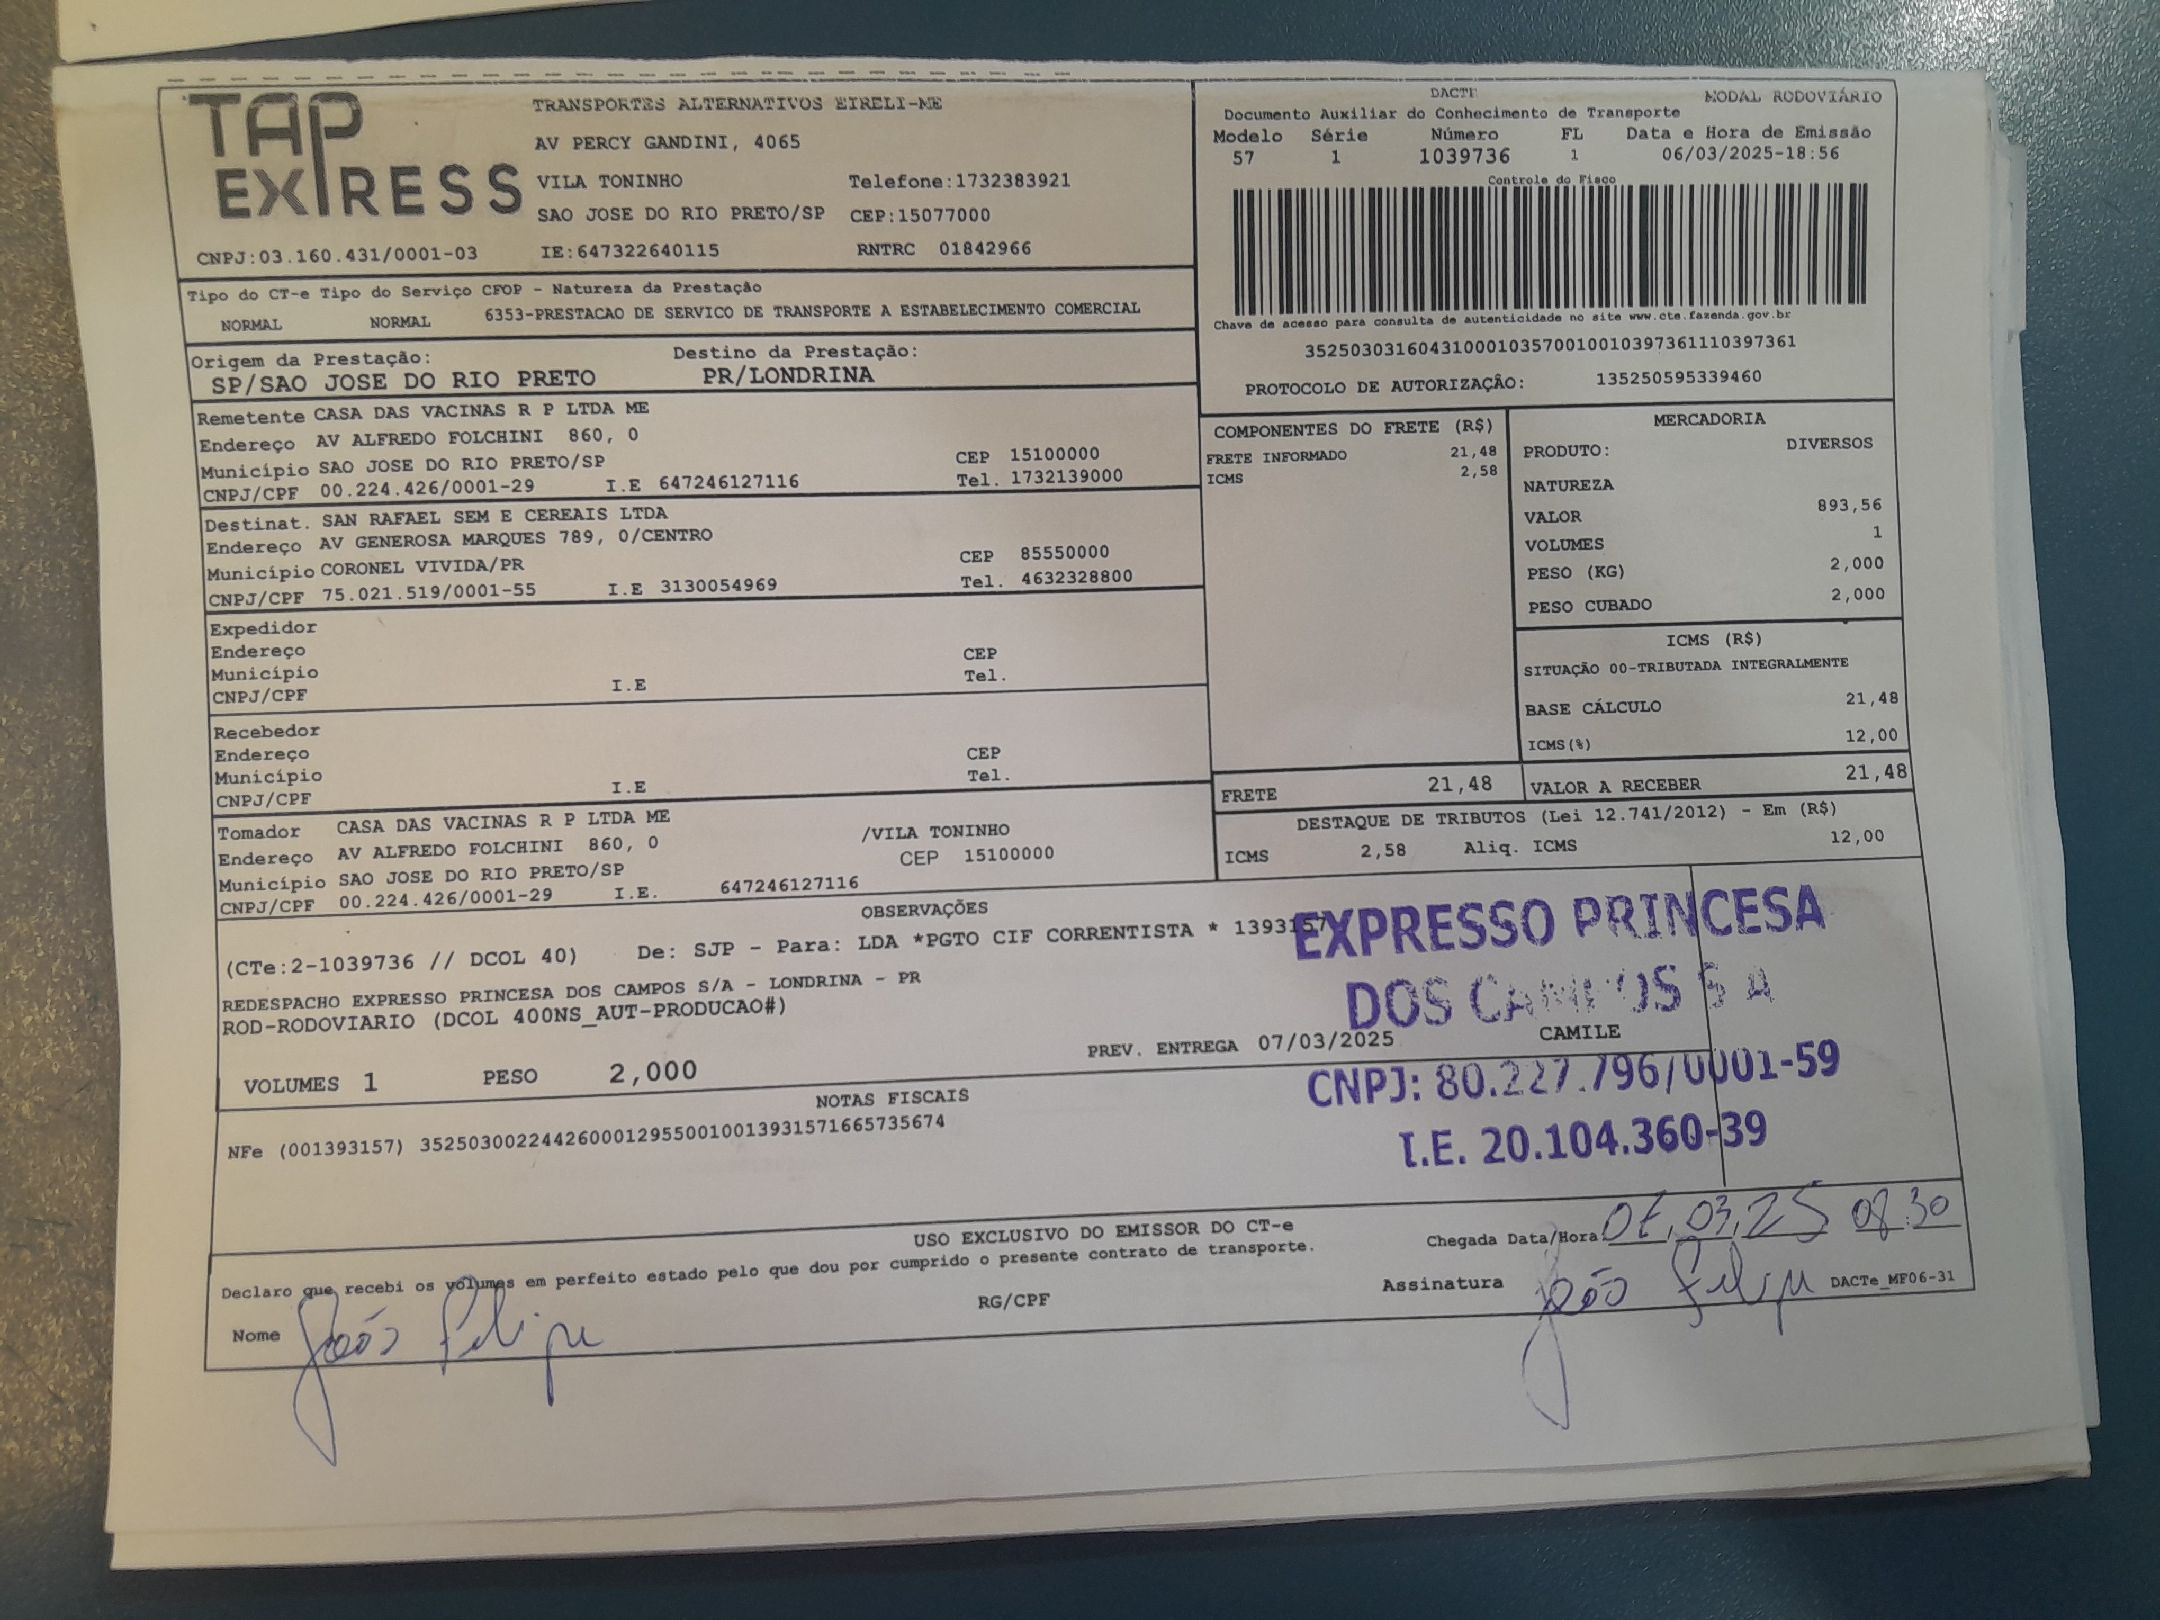 TAP
EXPRESS
TRANSPORTES ALTERNATIVOS EIRELI-ME
AV PERCY GANDINI, 4065
VILA TONINHO Telefone:1732383921
SAO JOSE DO RIO PRETO/SP CEP:15077000
CNPJ:03.160.431/0001-03 IE:647322640115 RNTRC 01842966
DACTE MODAL RODOVIÁRIO
Documento Auxiliar do Conhecimento de Transporte
Modelo Série Número FL Data e Hora de Emissão
57 1 1039736 1 06/03/2025-18:56
Controle do Fisco
Chave de acesso para consulta de autenticidade no site www.cte.fazenda.gov.br
35250303160431000103570010010397361110397361
PROTOCOLO DE AUTORIZAÇÃO: 135250595339460
Tipo do CT-e Tipo do Serviço CFOP - Natureza da Prestação
NORMAL NORMAL 6353-PRESTACAO DE SERVICO DE TRANSPORTE A ESTABELECIMENTO COMERCIAL
Origem da Prestação: Destino da Prestação:
SP/SAO JOSE DO RIO PRETO PR/LONDRINA
Remetente CASA DAS VACINAS R P LTDA ME
Endereço AV ALFREDO FOLCHINI 860, 0
Município SAO JOSE DO RIO PRETO/SP CEP 15100000
CNPJ/CPF 00.224.426/0001-29 I.E 647246127116 Tel. 1732139000
Destinat. SAN RAFAEL SEM E CEREAIS LTDA
Endereço AV GENEROSA MARQUES 789, 0/CENTRO
Município CORONEL VIVIDA/PR CEP 85550000
CNPJ/CPF 75.021.519/0001-55 I.E 3130054969 Tel. 4632328800
Expedidor
Endereço
Município CEP
CNPJ/CPF I.E Tel.
Recebedor
Endereço CEP
Município Tel.
CNPJ/CPF I.E
Tomador CASA DAS VACINAS R P LTDA ME
Endereço AV ALFREDO FOLCHINI 860, 0 /VILA TONINHO
Município SAO JOSE DO RIO PRETO/SP CEP 15100000
CNPJ/CPF 00.224.426/0001-29 I.E. 647246127116
COMPONENTES DO FRETE (R$)
FRETE INFORMADO 21,48
ICMS 2,58
MERCADORIA
PRODUTO: DIVERSOS
NATUREZA
VALOR 893,56
VOLUMES 1
PESO (KG) 2,000
PESO CUBADO 2,000
ICMS (R$)
SITUAÇÃO 00-TRIBUTADA INTEGRALMENTE
BASE CÁLCULO 21,48
ICMS(%) 12,00
FRETE 21,48 VALOR A RECEBER 21,48
DESTAQUE DE TRIBUTOS (Lei 12.741/2012) - Em (R$)
ICMS 2,58 Aliq. ICMS 12,00
OBSERVAÇÕES
(CTe:2-1039736 // DCOL 40) De: SJP - Para: LDA *PGTO CIF CORRENTISTA * 1393157
REDESPACHO EXPRESSO PRINCESA DOS CAMPOS S/A - LONDRINA - PR
ROD-RODOVIARIO (DCOL 400NS_AUT-PRODUCAO#)
PREV. ENTREGA 07/03/2025 CAMILE
VOLUMES 1 PESO 2,000
EXPRESSO PRINCESA
DOS CAMPOS S A
CNPJ: 80.227.796/0001-59
I.E. 20.104.360-39
NOTAS FISCAIS
NFe (001393157) 35250300224426000129550010013931571665735674
USO EXCLUSIVO DO EMISSOR DO CT-e
Declaro que recebi os volumes em perfeito estado pelo que dou por cumprido o presente contrato de transporte.
Chegada Data/Hora 07,03,25 08:30
Nome João Felipe RG/CPF Assinatura João Felipe DACTe_MF06-31